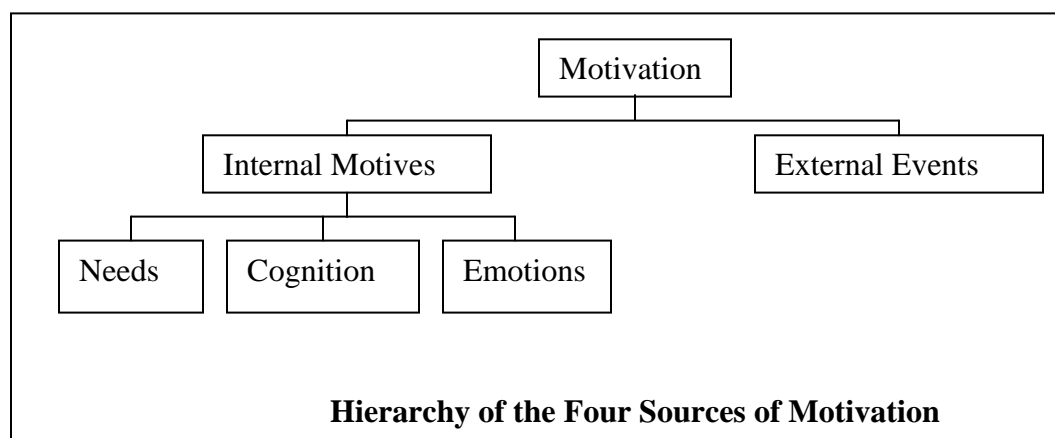 Motivation
Internal Motives
External Events
Needs
Cognition
Emotions
Hierarchy of the Four Sources of Motivation